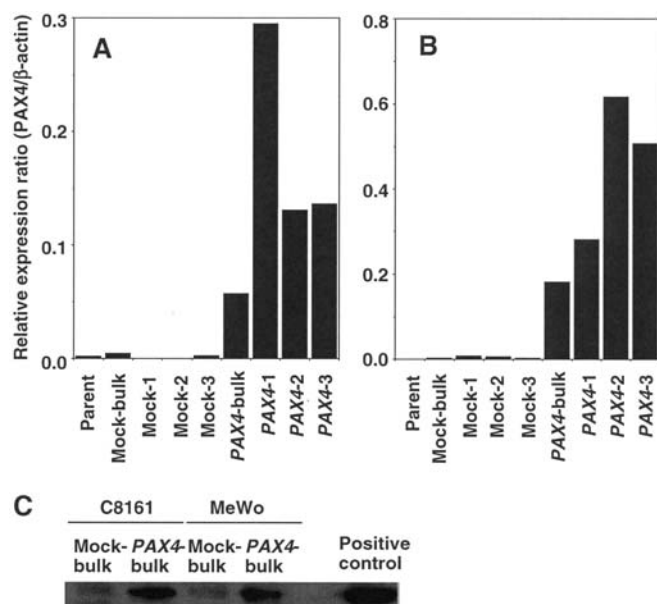 Relative expression ratio (PAX4/β-actin)
A
0.3
0.2
0.1
0.0
Parent
Mock-bulk
Mock-1
Mock-2
Mock-3
PAX4-bulk
PAX4-1
PAX4-2
PAX4-3
B
0.8
0.6
0.4
0.2
0.0
Parent
Mock-bulk
Mock-1
Mock-2
Mock-3
PAX4-bulk
PAX4-1
PAX4-2
PAX4-3
C
C8161 MeWo
Mock- PAX4- Mock- PAX4- Positive
bulk bulk bulk bulk control